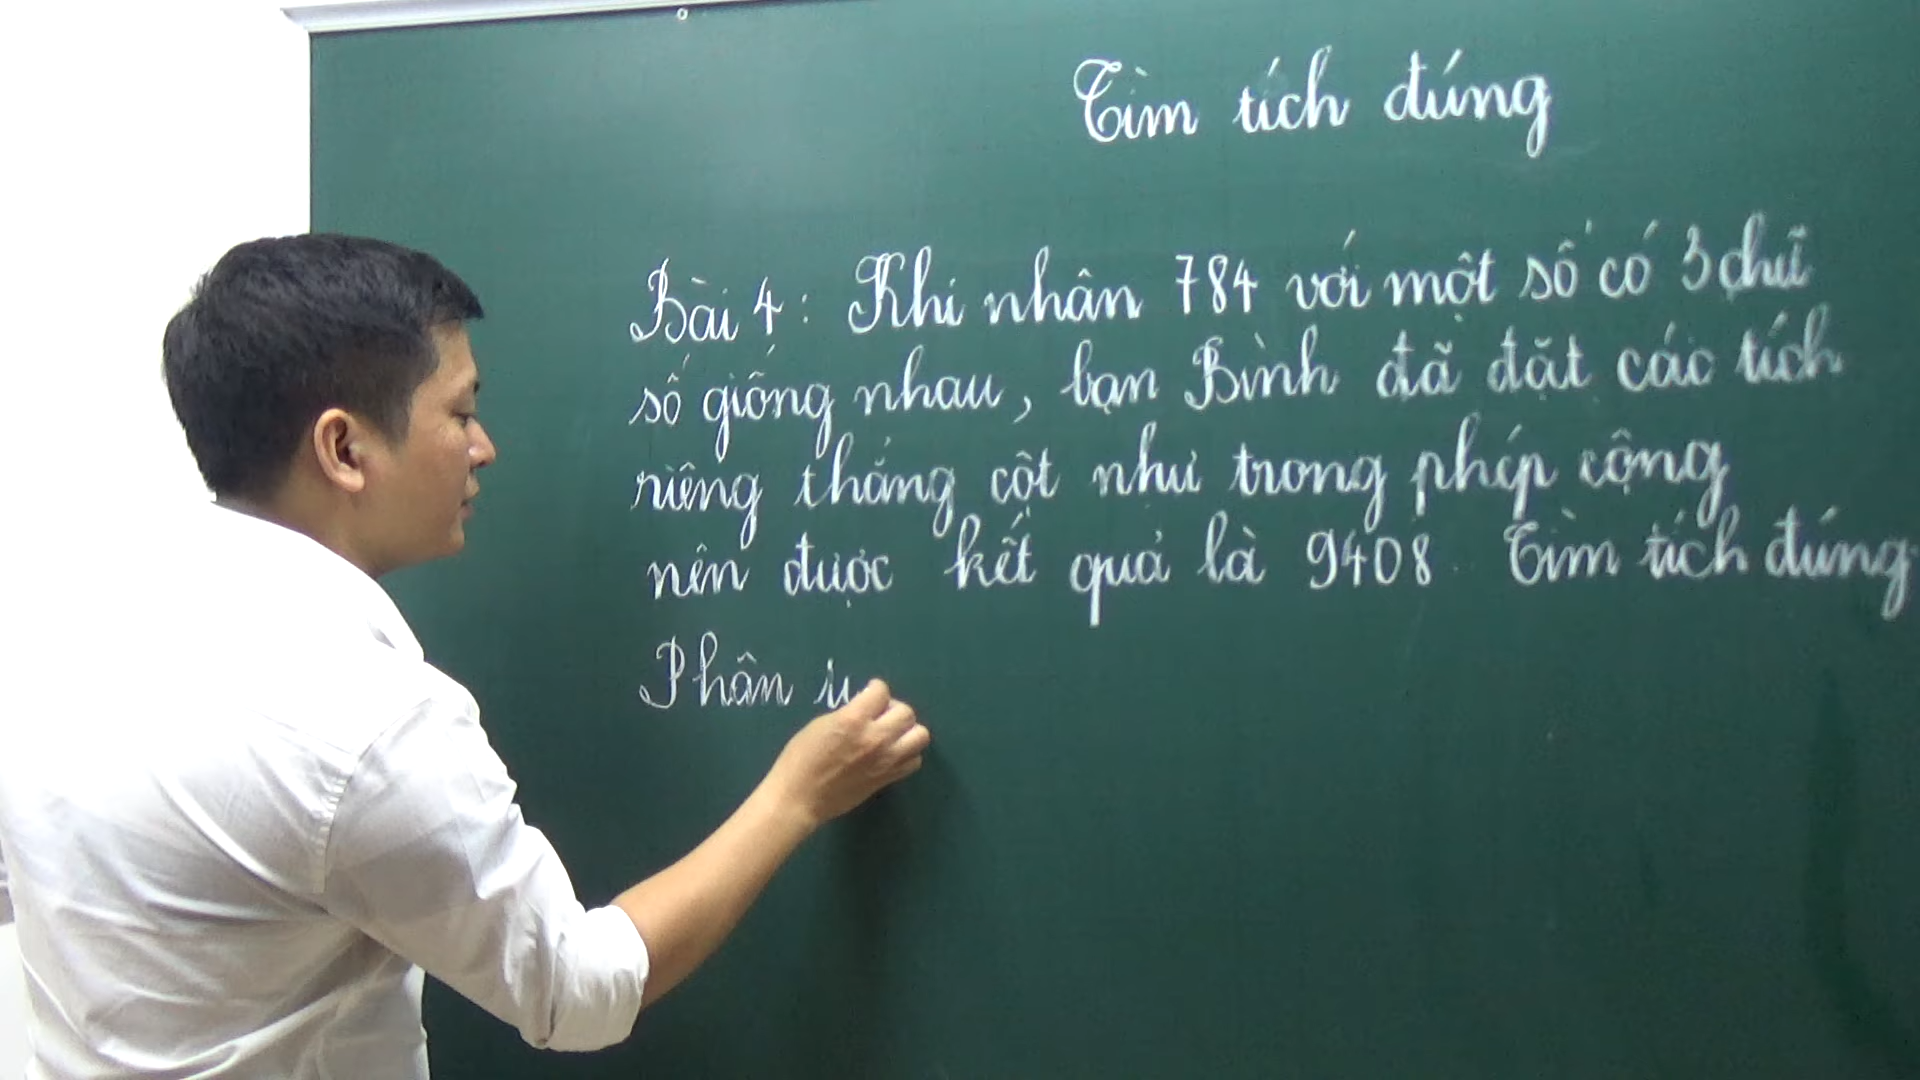 Tìm tích đúng
Bài 4: Khi nhân 784 với một số có 3 chữ
số giống nhau, bạn Bình đã đặt các tích
riêng thẳng cột như trong phép cộng
nên được kết quả là 9408. Tìm tích đúng.
Phân